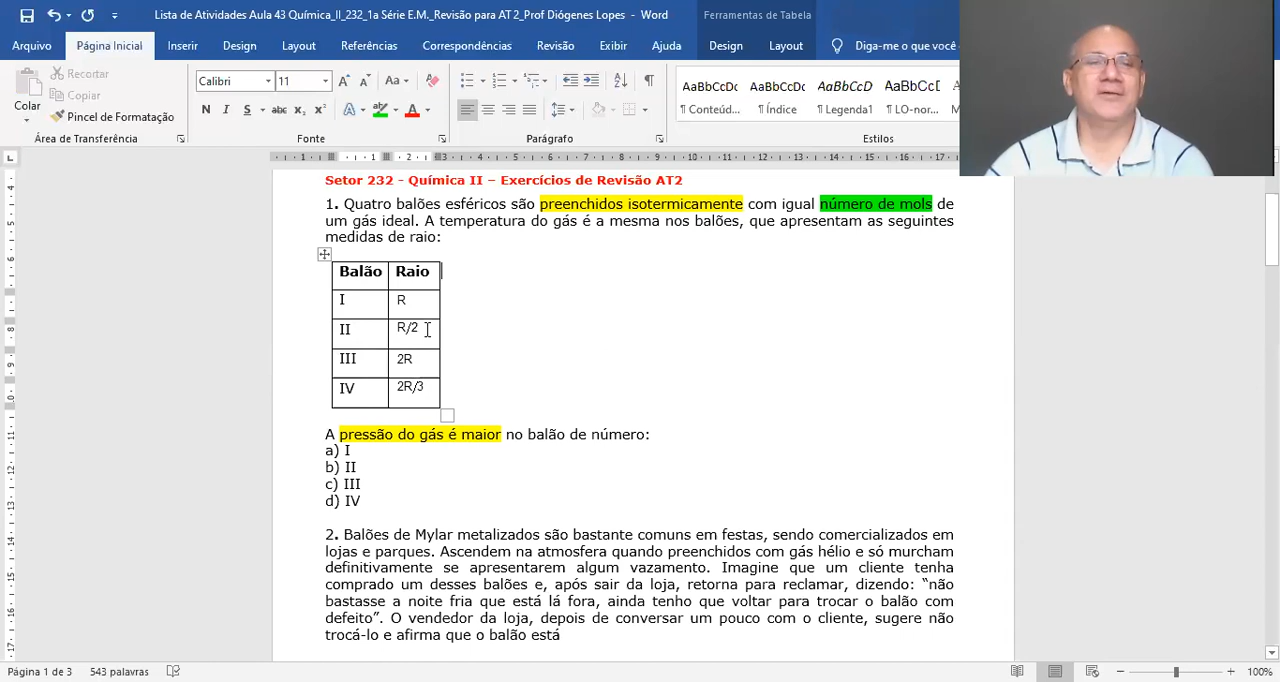 Lista de Atividades Aula 43 Química_II_232_1a Série E.M._Revisão para AT2_Prof Diógenes Lopes - Word
Ferramentas de Tabela
Arquivo Página Inicial Inserir Design Layout Referências Correspondências Revisão Exibir Ajuda Design Layout Diga-me o que você
Colar
Recortar
Copiar
Pincel de Formatação
Área de Transferência
Calibri 11
N I S abc x₂ x²
Fonte
Parágrafo
AaBbCcDc AaBbCcDc AaBbCcDc AaBbCcDc
¶ Conteúd... ¶ Índice ¶ Legenda1 ¶ LO-nor...
Estilos
Setor 232 - Química II – Exercícios de Revisão AT2
1. Quatro balões esféricos são preenchidos isotermicamente com igual número de mols de
um gás ideal. A temperatura do gás é a mesma nos balões, que apresentam as seguintes
medidas de raio:
Balão Raio
I R
II R/2
III 2R
IV 2R/3
A pressão do gás é maior no balão de número:
a) I
b) II
c) III
d) IV
2. Balões de Mylar metalizados são bastante comuns em festas, sendo comercializados em
lojas e parques. Ascendem na atmosfera quando preenchidos com gás hélio e só murcham
definitivamente se apresentarem algum vazamento. Imagine que um cliente tenha
comprado um desses balões e, após sair da loja, retorna para reclamar, dizendo: “não
bastasse a noite fria que está lá fora, ainda tenho que voltar para trocar o balão com
defeito”. O vendedor da loja, depois de conversar um pouco com o cliente, sugere não
trocá-lo e afirma que o balão está
Página 1 de 3 543 palavras 100%